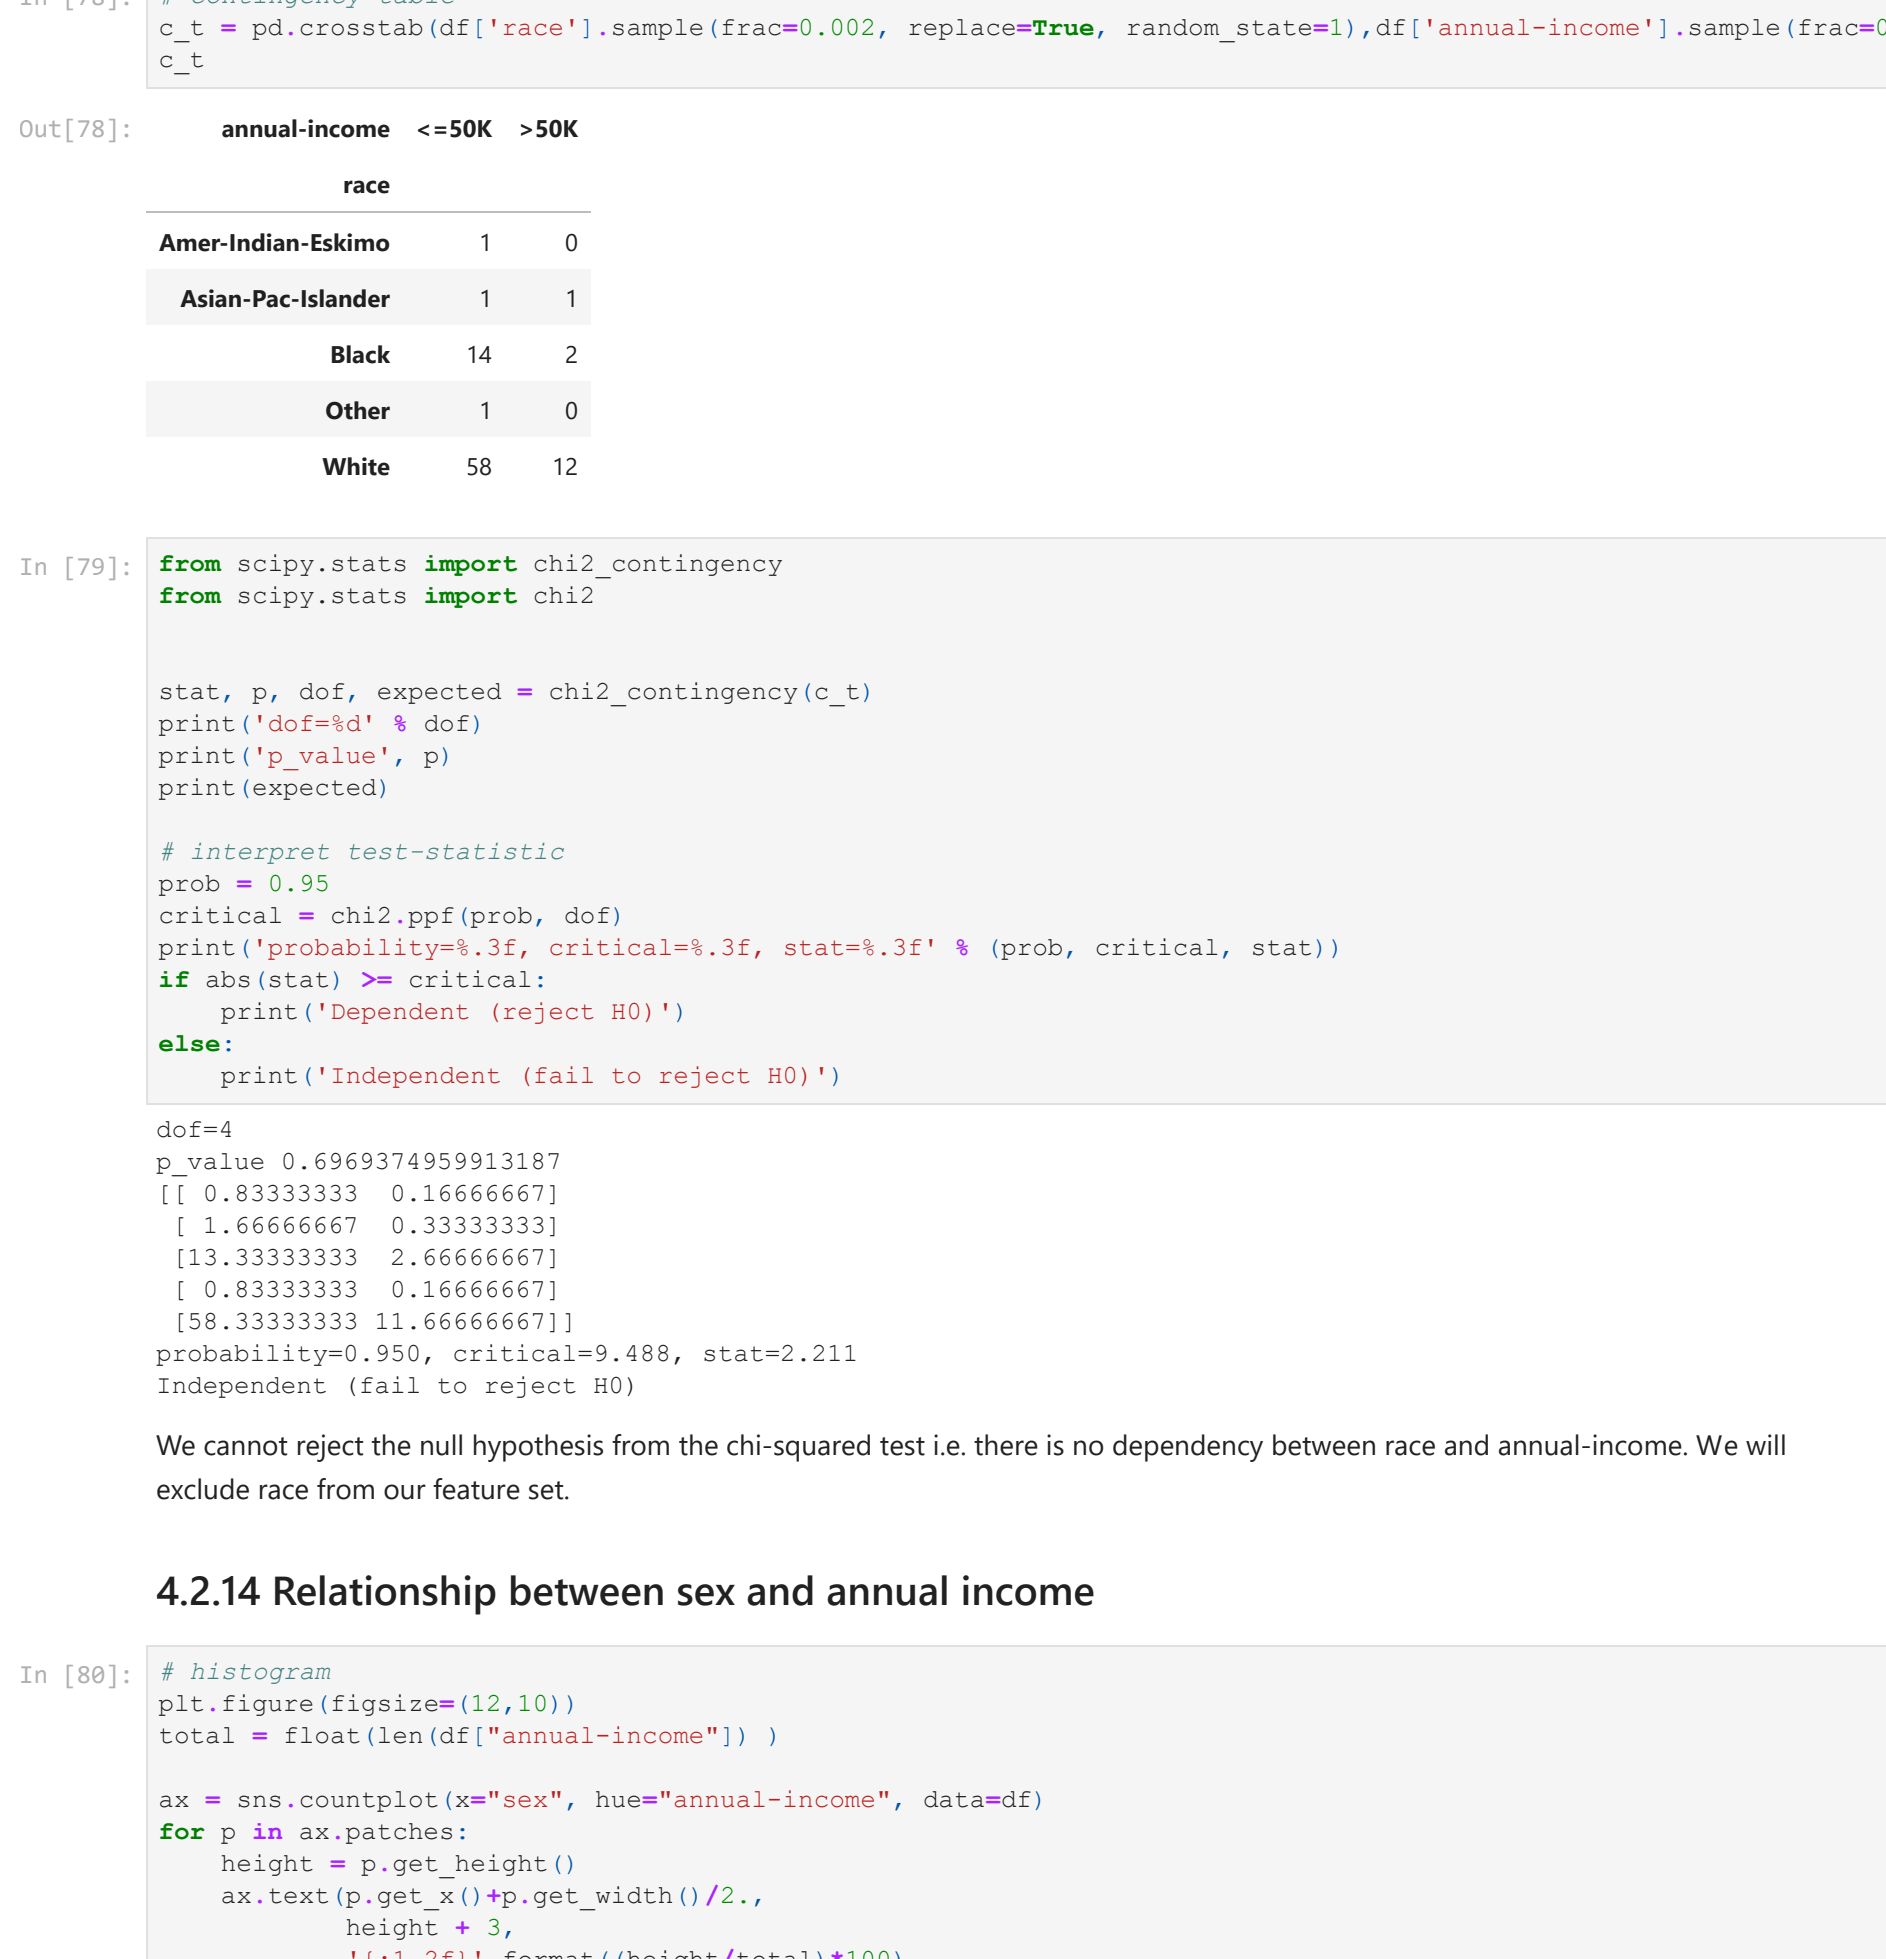 In [78]: # contingency table
c_t = pd.crosstab(df['race'].sample(frac=0.002, replace=True, random_state=1),df['annual-income'].sample(frac=0
c_t
Out[78]: annual-income <=50K >50K
race
Amer-Indian-Eskimo 1 0
Asian-Pac-Islander 1 1
Black 14 2
Other 1 0
White 58 12
In [79]: from scipy.stats import chi2_contingency
from scipy.stats import chi2
stat, p, dof, expected = chi2_contingency(c_t)
print('dof=%d' % dof)
print('p_value', p)
print(expected)
# interpret test-statistic
prob = 0.95
critical = chi2.ppf(prob, dof)
print('probability=%.3f, critical=%.3f, stat=%.3f' % (prob, critical, stat))
if abs(stat) >= critical:
    print('Dependent (reject H0)')
else:
    print('Independent (fail to reject H0)')
dof=4
p_value 0.6969374959913187
[[ 0.83333333  0.16666667]
 [ 1.66666667  0.33333333]
 [13.33333333  2.66666667]
 [ 0.83333333  0.16666667]
 [58.33333333 11.66666667]]
probability=0.950, critical=9.488, stat=2.211
Independent (fail to reject H0)
We cannot reject the null hypothesis from the chi-squared test i.e. there is no dependency between race and annual-income. We will
exclude race from our feature set.
4.2.14 Relationship between sex and annual income
In [80]: # histogram
plt.figure(figsize=(12,10))
total = float(len(df["annual-income"]) )
ax = sns.countplot(x="sex", hue="annual-income", data=df)
for p in ax.patches:
    height = p.get_height()
    ax.text(p.get_x()+p.get_width()/2.,
            height + 3,
            '{:1.2f}'.format((height/total)*100),